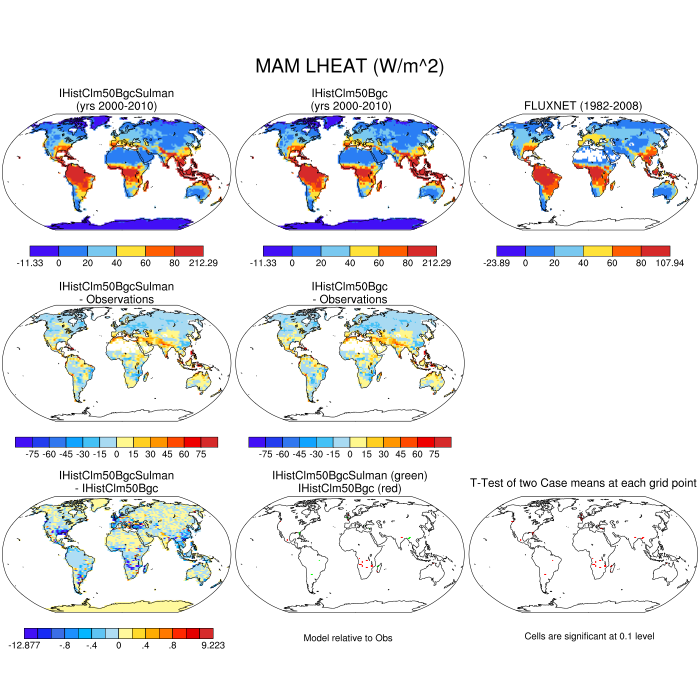 MAM LHEAT (W/m^2)
IHistClm50BgcSulman
(yrs 2000-2010)
IHistClm50Bgc
(yrs 2000-2010)
FLUXNET (1982-2008)
-11.33 0 20 40 60 80 212.29
-11.33 0 20 40 60 80 212.29
-23.89 0 20 40 60 80 107.94
IHistClm50BgcSulman
- Observations
IHistClm50Bgc
- Observations
-75 -60 -45 -30 -15 0 15 30 45 60 75
-75 -60 -45 -30 -15 0 15 30 45 60 75
IHistClm50BgcSulman
- IHistClm50Bgc
IHistClm50BgcSulman (green)
IHistClm50Bgc (red)
T-Test of two Case means at each grid point
-12.877 -.8 -.4 0 .4 .8 9.223
Model relative to Obs
Cells are significant at 0.1 level